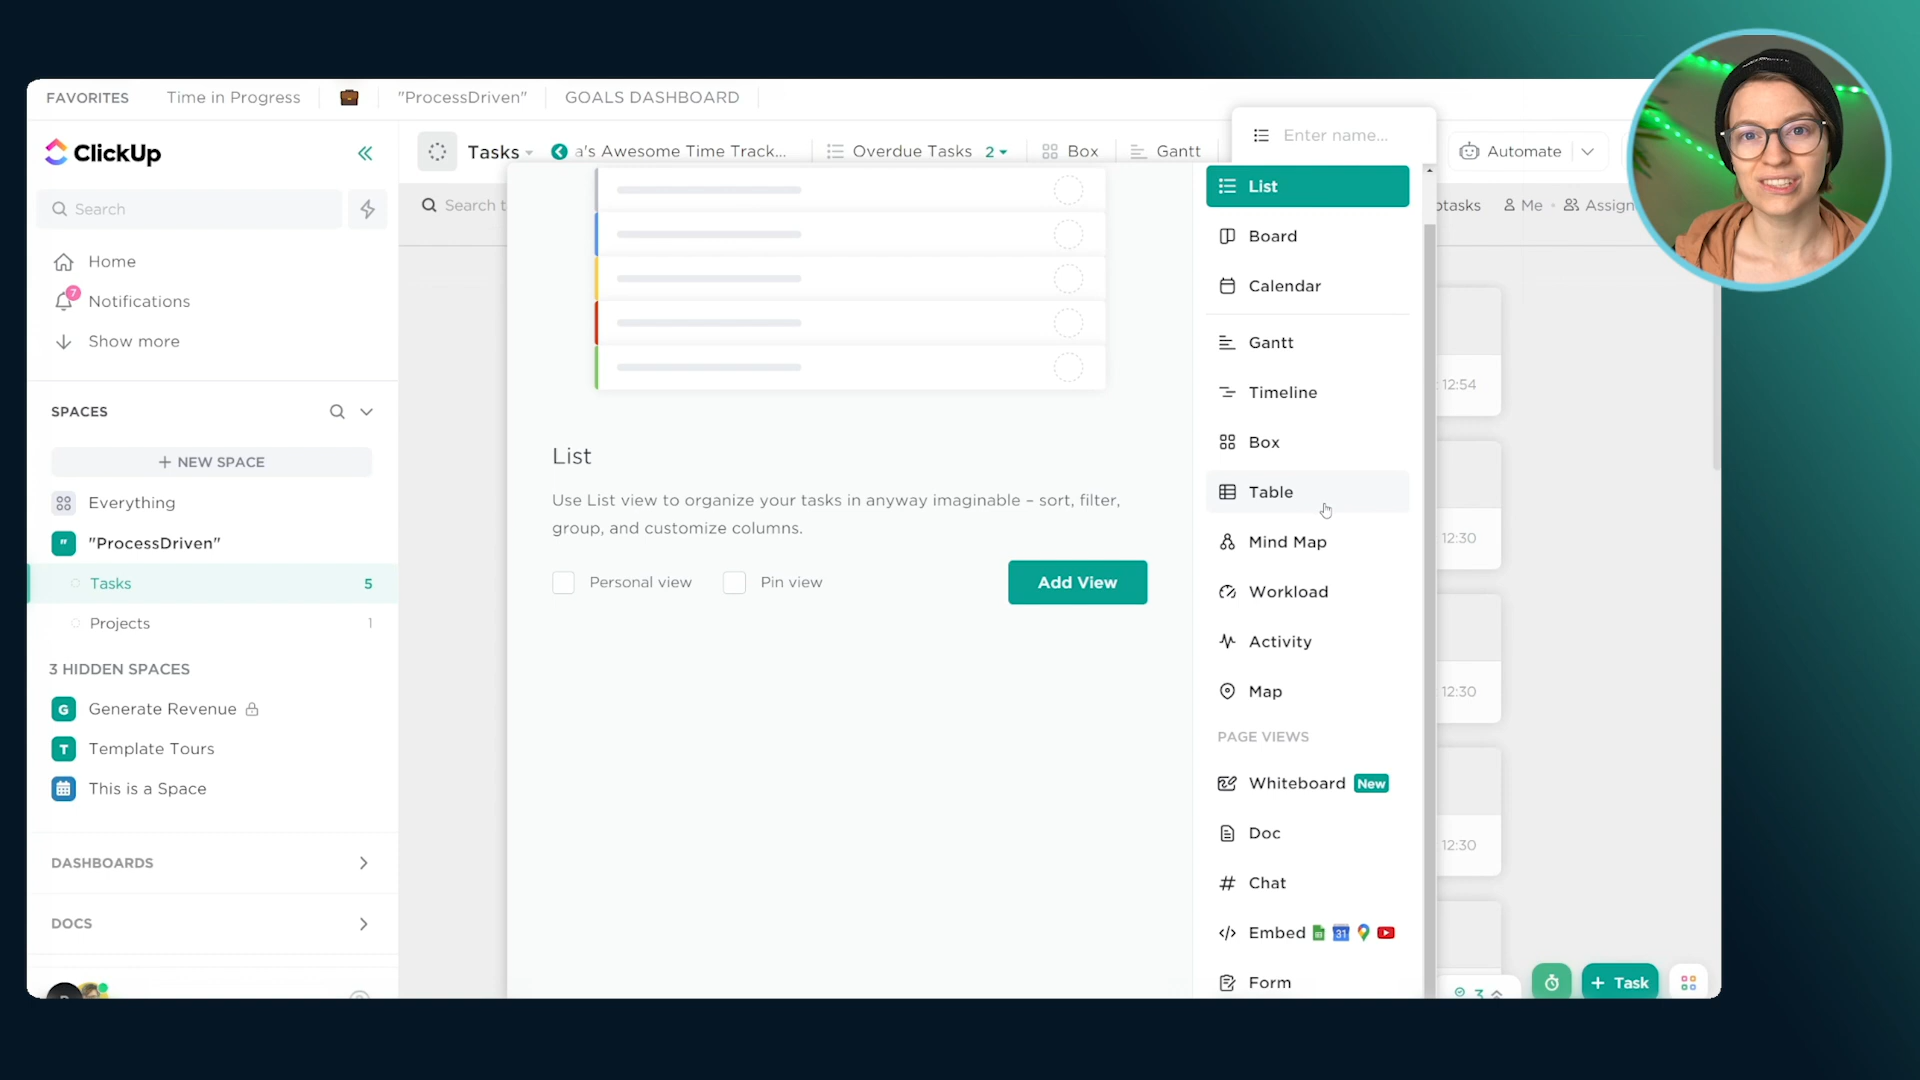 FAVORITES Time in Progress "ProcessDriven" GOALS DASHBOARD
ClickUp
Tasks a's Awesome Time Track... Overdue Tasks 2 Box Gantt Enter name... Automate
Search
Search t
otasks Me Assign
Home
Notifications 7
Show more
SPACES
+ NEW SPACE
Everything
" "ProcessDriven"
Tasks 5
Projects 1
3 HIDDEN SPACES
G Generate Revenue
T Template Tours
This is a Space
DASHBOARDS
DOCS
List
Use List view to organize your tasks in anyway imaginable – sort, filter,
group, and customize columns.
Personal view Pin view Add View
List
Board
Calendar
Gantt
Timeline
Box
Table
Mind Map
Workload
Activity
Map
PAGE VIEWS
Whiteboard New
Doc
# Chat
</> Embed 31
Form
12:54
12:30
12:30
12:30
3
+ Task